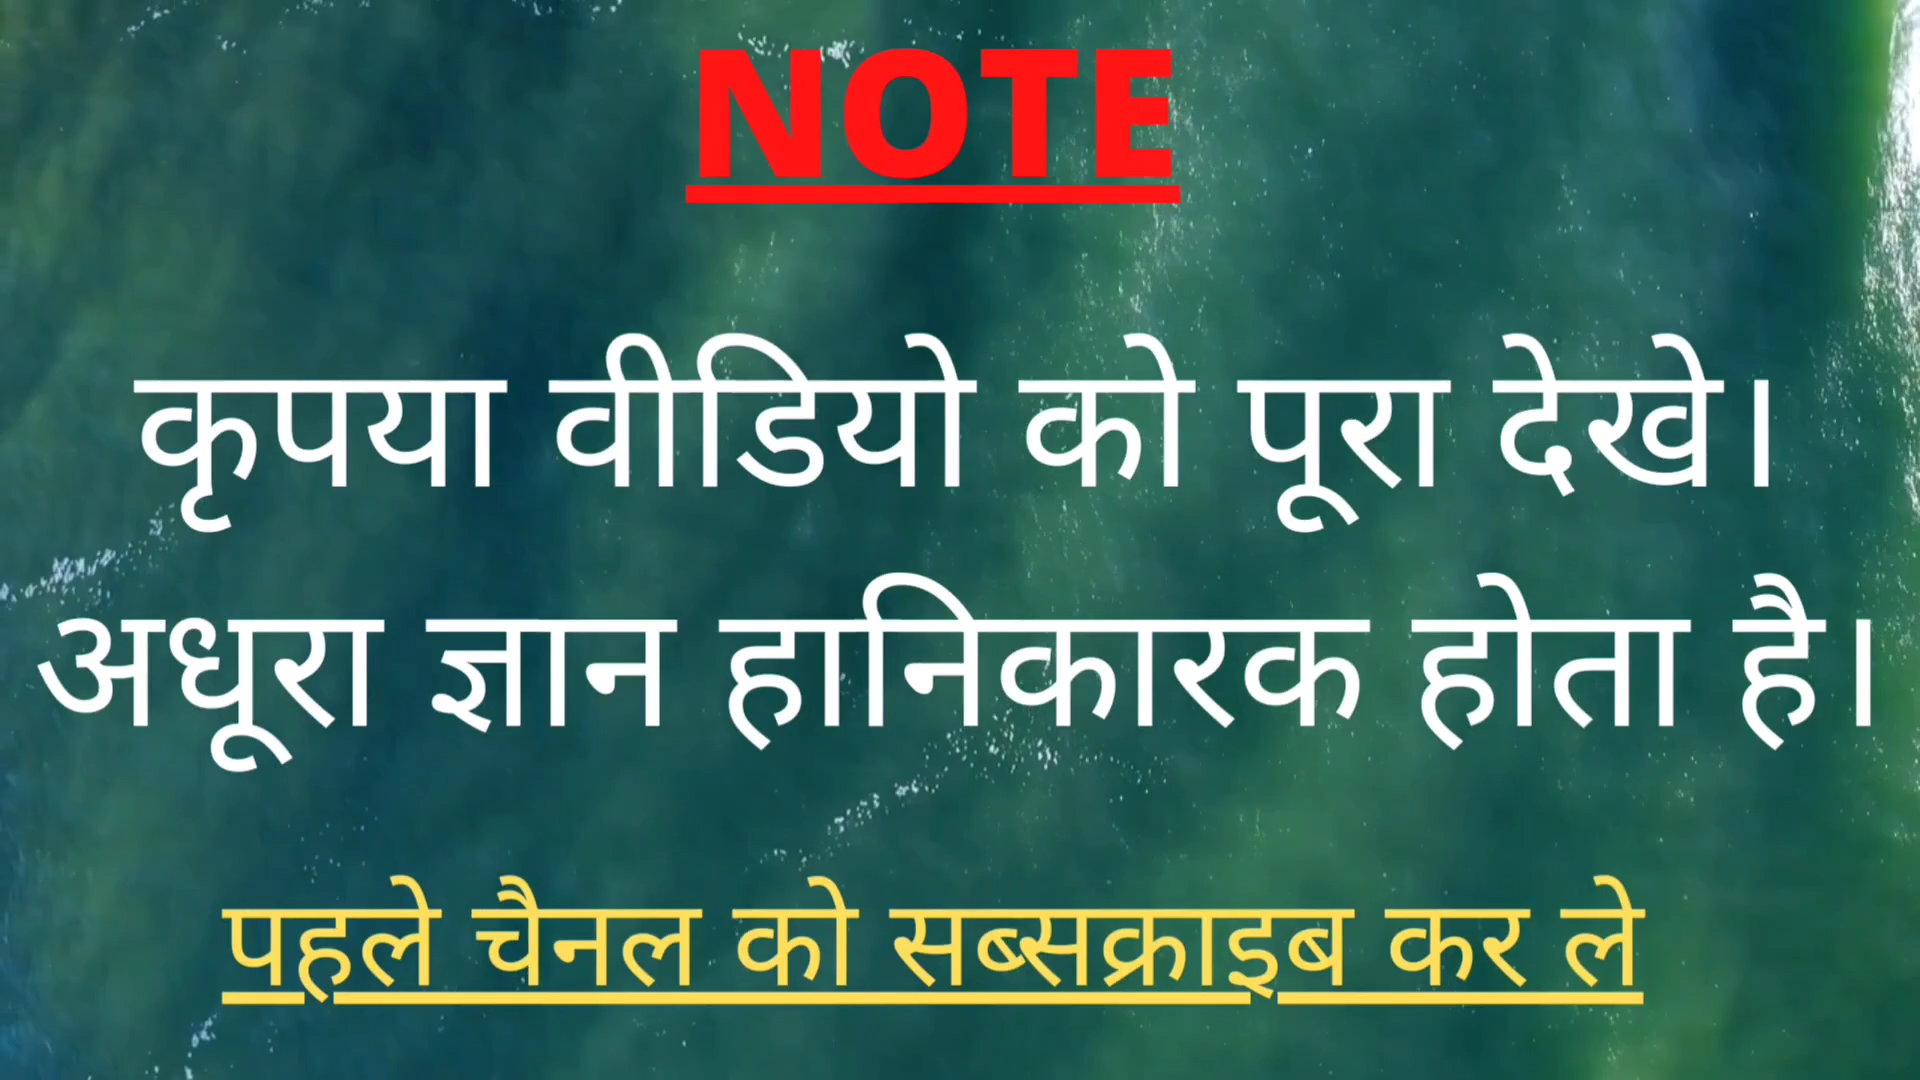 NOTE
कृपया वीडियो को पूरा देखे।
अधूरा ज्ञान हानिकारक होता है।
पहले चैनल को सब्सक्राइब कर ले